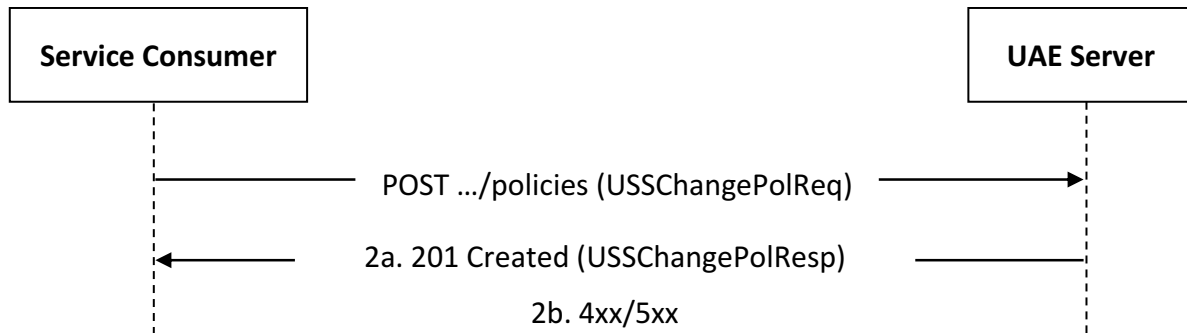 Service Consumer
UAE Server
POST .../policies (USSChangePolReq)
2a. 201 Created (USSChangePolResp)
2b. 4xx/5xx